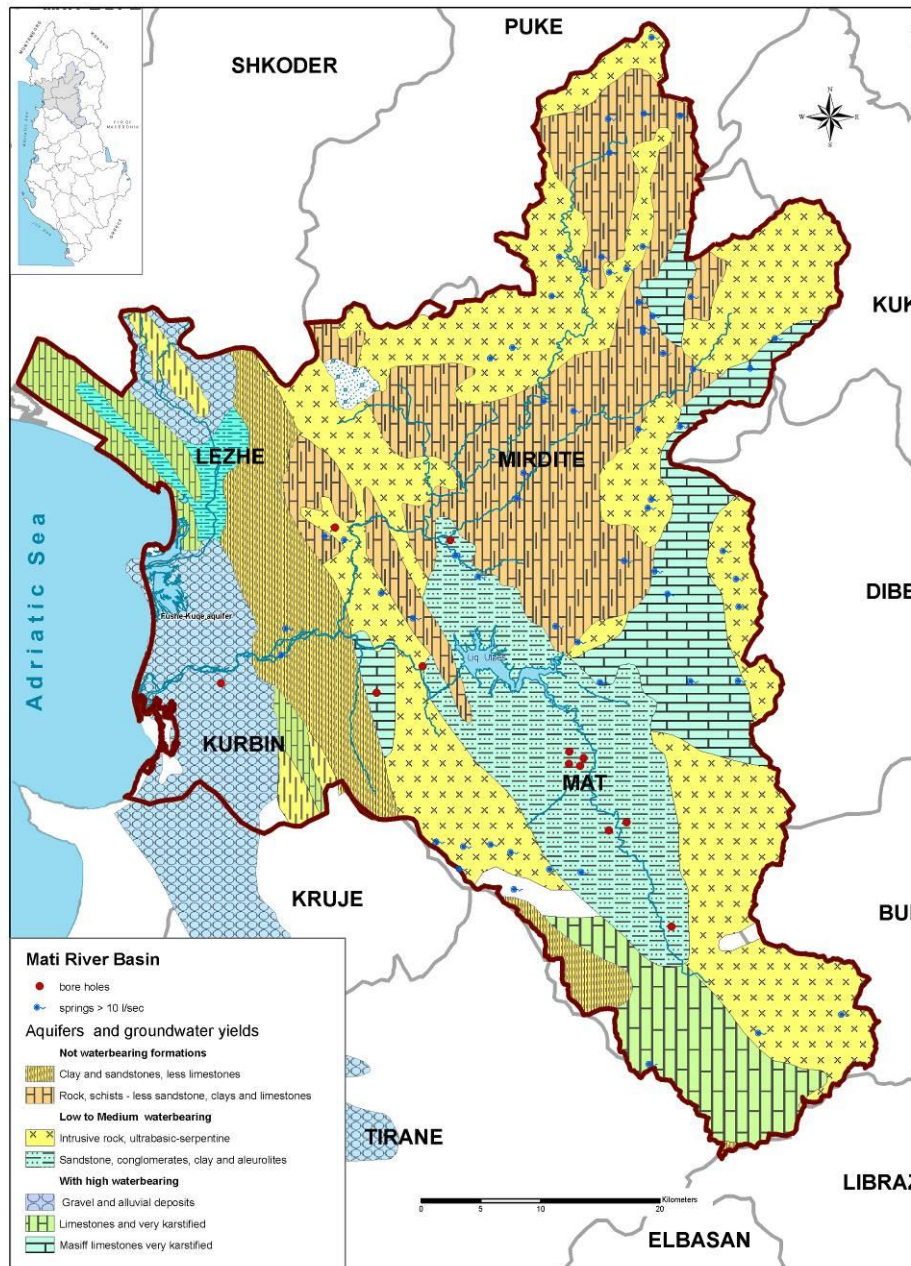 PUKE
SHKODER
N
W E
S
KUK
LEZHE
MIRDITE
Adriatic Sea
DIBE
Fushe-Kuqe aquifer
Liq. Ulzes
KURBIN
MAT
KRUJE
BUL
Mati River Basin
bore holes
springs > 10 l/sec
Aquifers and groundwater yields
Not waterbearing formations
Clay and sandstones, less limestones
Rock, schists - less sandstone, clays and limestones
Low to Medium waterbearing
Intrusive rock, ultrabasic-serpentine
Sandstone, conglomerates, clay and aleurolites
With high waterbearing
Gravel and alluvial deposits
Limestones and very karstified
Masiff limestones very karstified
TIRANE
LIBRAZ
Kilometers
0 5 10 20
ELBASAN